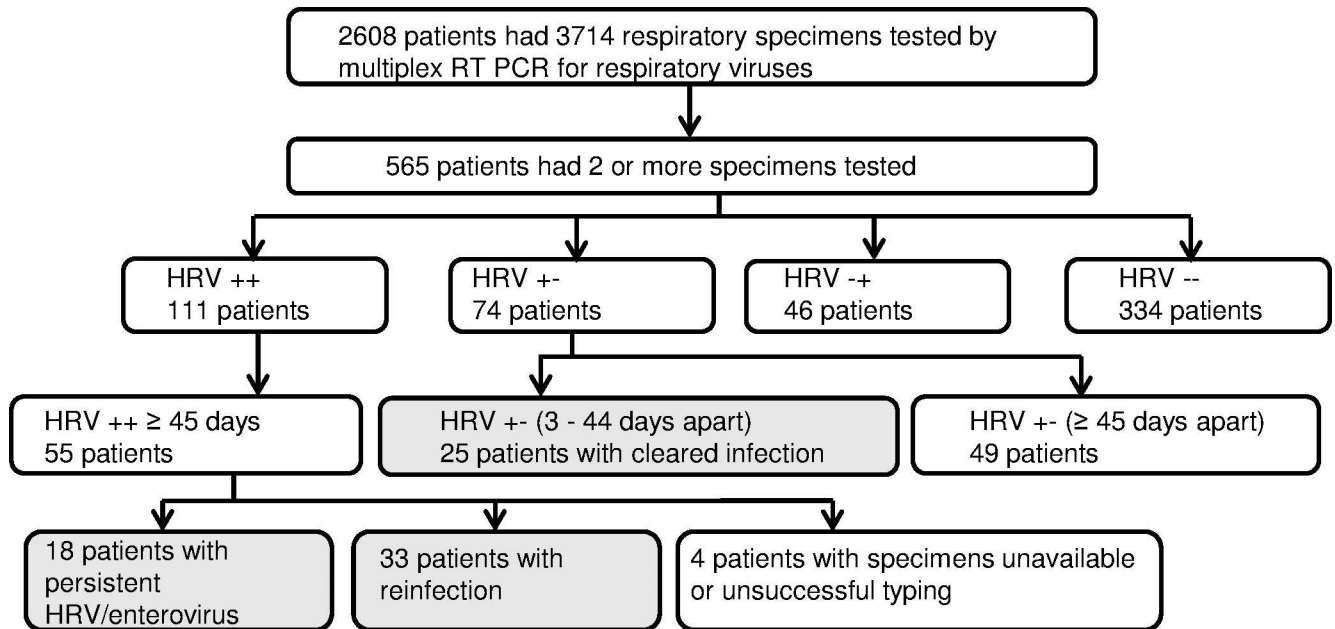 2608 patients had 3714 respiratory specimens tested by
multiplex RT PCR for respiratory viruses
565 patients had 2 or more specimens tested
HRV ++
111 patients
HRV +-
74 patients
HRV -+
46 patients
HRV --
334 patients
HRV ++ ≥ 45 days
55 patients
HRV +- (3 - 44 days apart)
25 patients with cleared infection
HRV +- (≥ 45 days apart)
49 patients
18 patients with
persistent
HRV/enterovirus
33 patients with
reinfection
4 patients with specimens unavailable
or unsuccessful typing